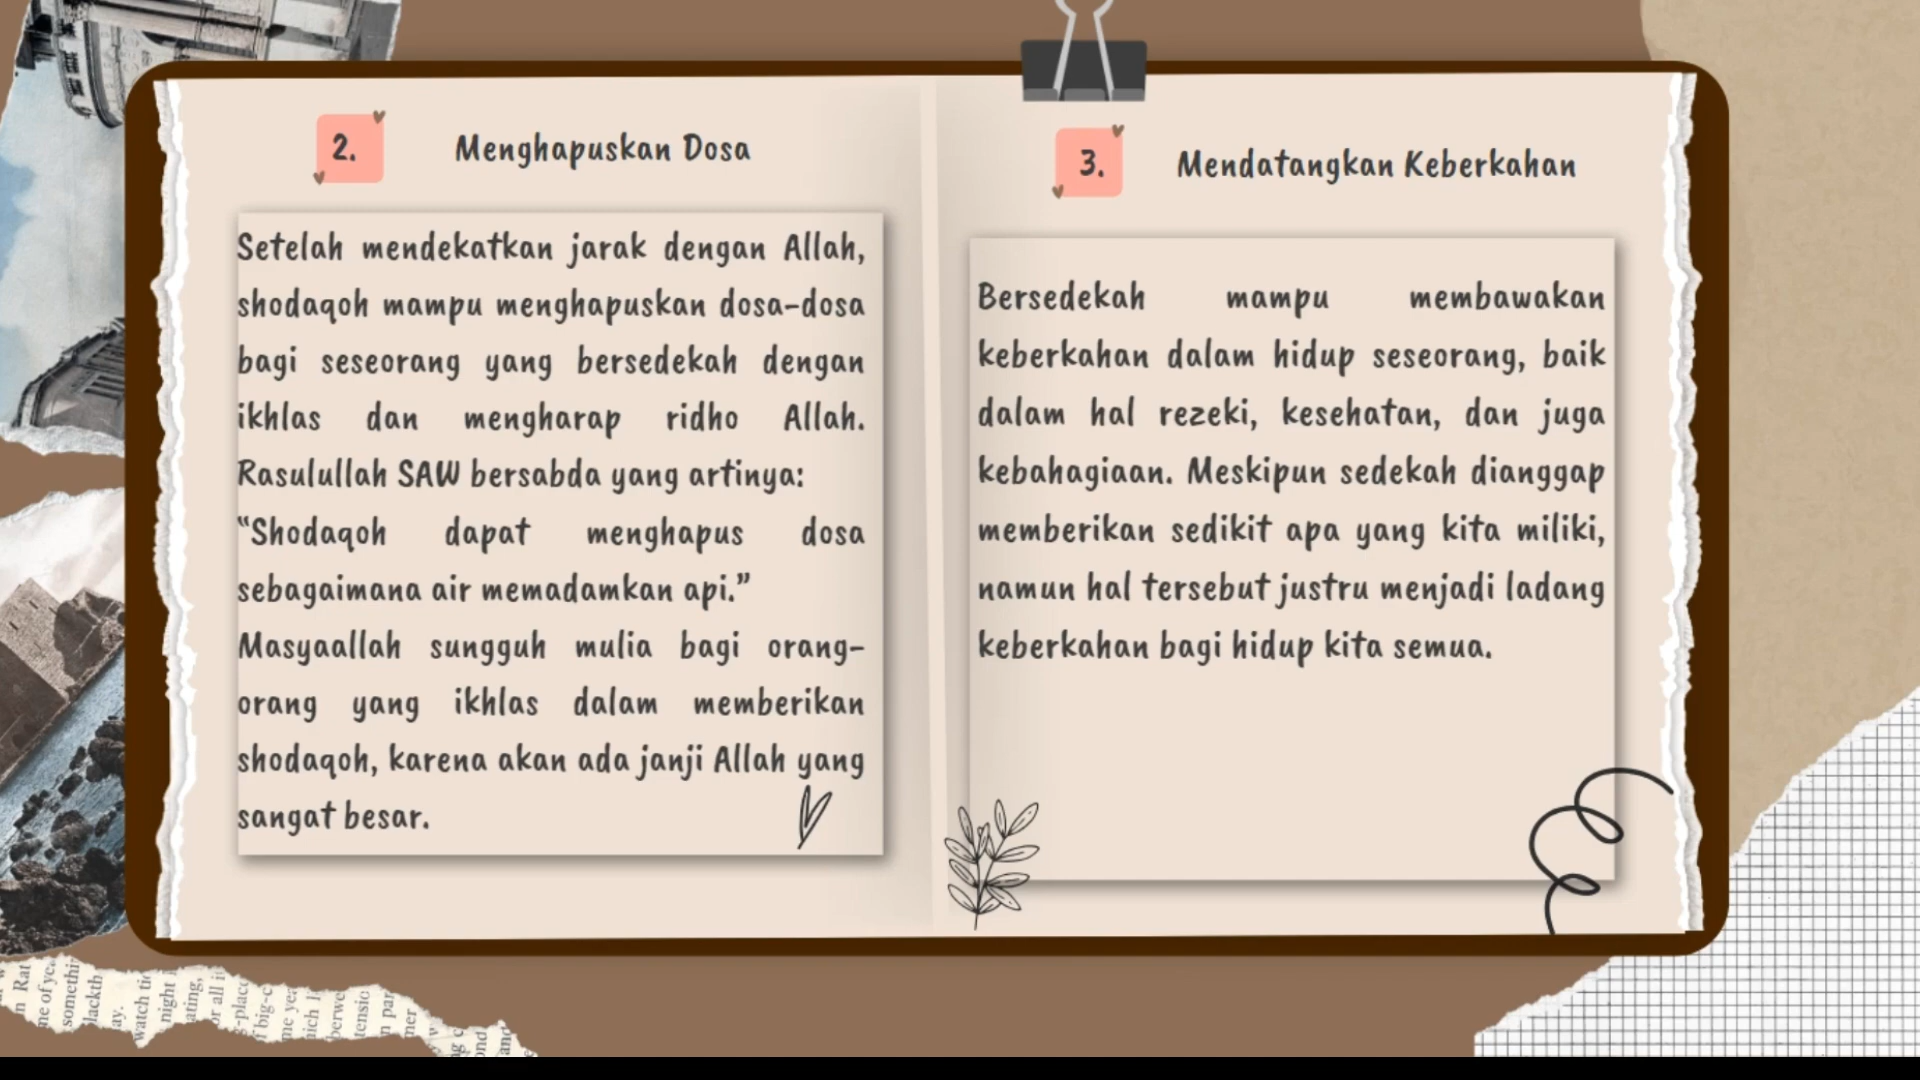 2.
Menghapuskan Dosa
Setelah mendekatkan jarak dengan Allah,
shodaqoh mampu menghapuskan dosa-dosa
bagi seseorang yang bersedekah dengan
ikhlas dan mengharap ridho Allah.
Rasulullah SAW bersabda yang artinya:
“Shodaqoh dapat menghapus dosa
sebagaimana air memadamkan api.”
Masyaallah sungguh mulia bagi orang-
orang yang ikhlas dalam memberikan
shodaqoh, karena akan ada janji Allah yang
sangat besar.
3.
Mendatangkan Keberkahan
Bersedekah mampu membawakan
keberkahan dalam hidup seseorang, baik
dalam hal rezeki, kesehatan, dan juga
kebahagiaan. Meskipun sedekah dianggap
memberikan sedikit apa yang kita miliki,
namun hal tersebut justru menjadi ladang
keberkahan bagi hidup kita semua.